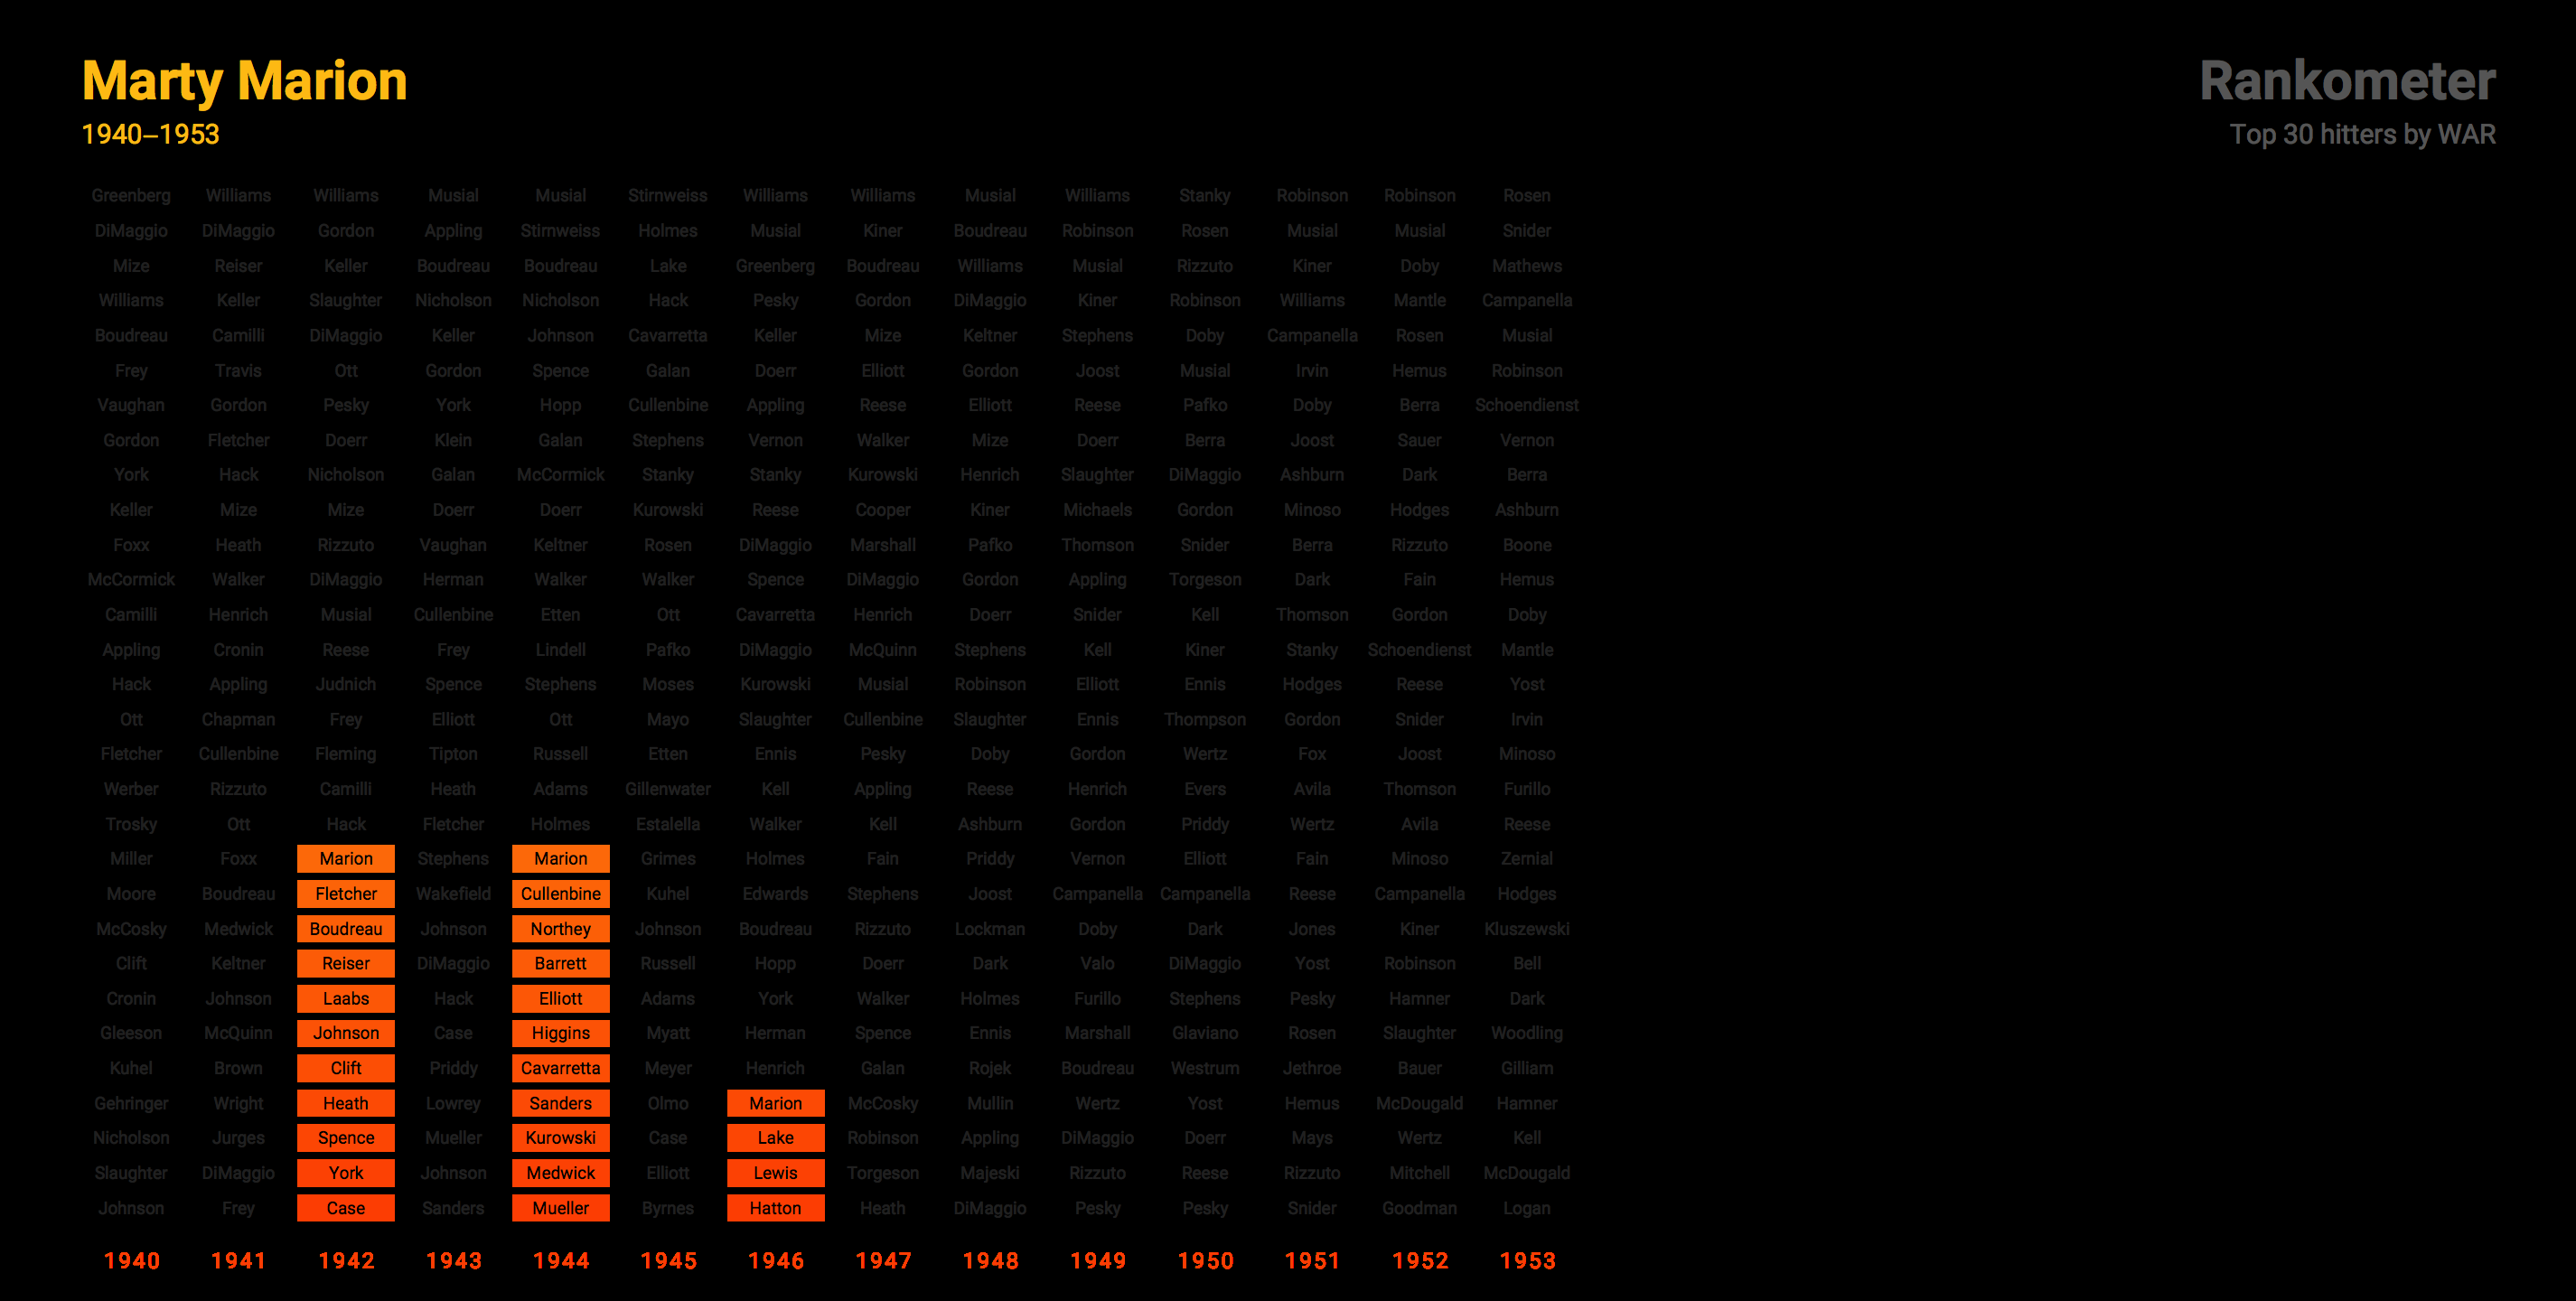 Marty Marion
1940–1953
Rankometer
Top 30 hitters by WAR
Greenberg Williams Williams Musial Musial Stirnweiss Williams Williams Musial Williams Stanky Robinson Robinson Rosen
DiMaggio DiMaggio Gordon Appling Stirnweiss Holmes Musial Kiner Boudreau Robinson Rosen Musial Musial Snider
Mize Reiser Keller Boudreau Boudreau Lake Greenberg Boudreau Williams Musial Rizzuto Kiner Doby Mathews
Williams Keller Slaughter Nicholson Nicholson Hack Pesky Gordon DiMaggio Kiner Robinson Williams Mantle Campanella
Boudreau Camilli DiMaggio Keller Johnson Cavarretta Keller Mize Keltner Stephens Doby Campanella Rosen Musial
Frey Travis Ott Gordon Spence Galan Doerr Elliott Gordon Joost Musial Irvin Hemus Robinson
Vaughan Gordon Pesky York Hopp Cullenbine Appling Reese Elliott Reese Pafko Doby Berra Schoendienst
Gordon Fletcher Doerr Klein Galan Stephens Vernon Walker Mize Doerr Berra Joost Sauer Vernon
York Hack Nicholson Galan McCormick Stanky Stanky Kurowski Henrich Slaughter DiMaggio Ashburn Dark Berra
Keller Mize Mize Doerr Doerr Kurowski Reese Cooper Kiner Michaels Gordon Minoso Hodges Ashburn
Foxx Heath Rizzuto Vaughan Keltner Rosen DiMaggio Marshall Pafko Thomson Snider Berra Rizzuto Boone
McCormick Walker DiMaggio Herman Walker Walker Spence DiMaggio Gordon Appling Torgeson Dark Fain Hemus
Camilli Henrich Musial Cullenbine Etten Ott Cavarretta Henrich Doerr Snider Kell Thomson Gordon Doby
Appling Cronin Reese Frey Lindell Pafko DiMaggio McQuinn Stephens Kell Kiner Stanky Schoendienst Mantle
Hack Appling Judnich Spence Stephens Moses Kurowski Musial Robinson Elliott Ennis Hodges Reese Yost
Ott Chapman Frey Elliott Ott Mayo Slaughter Cullenbine Slaughter Ennis Thompson Gordon Snider Irvin
Fletcher Cullenbine Fleming Tipton Russell Etten Ennis Pesky Doby Gordon Wertz Fox Joost Minoso
Werber Rizzuto Camilli Heath Adams Gillenwater Kell Appling Reese Henrich Evers Avila Thomson Furillo
Trosky Ott Hack Fletcher Holmes Estalella Walker Kell Ashburn Gordon Priddy Wertz Avila Reese
Miller Foxx Marion Stephens Marion Grimes Holmes Fain Priddy Vernon Elliott Fain Minoso Zernial
Moore Boudreau Fletcher Wakefield Cullenbine Kuhel Edwards Stephens Joost Campanella Campanella Reese Campanella Hodges
McCosky Medwick Boudreau Johnson Northey Johnson Boudreau Rizzuto Lockman Doby Dark Jones Kiner Kluszewski
Clift Keltner Reiser DiMaggio Barrett Russell Hopp Doerr Dark Valo DiMaggio Yost Robinson Bell
Cronin Johnson Laabs Hack Elliott Adams York Walker Holmes Furillo Stephens Pesky Hamner Dark
Gleeson McQuinn Johnson Case Higgins Myatt Herman Spence Ennis Marshall Glaviano Rosen Slaughter Woodling
Kuhel Brown Clift Priddy Cavarretta Meyer Henrich Galan Rojek Boudreau Westrum Jethroe Bauer Gilliam
Gehringer Wright Heath Lowrey Sanders Olmo Marion McCosky Mullin Wertz Yost Hemus McDougald Hamner
Nicholson Jurges Spence Mueller Kurowski Case Lake Robinson Appling DiMaggio Doerr Mays Wertz Kell
Slaughter DiMaggio York Johnson Medwick Elliott Lewis Torgeson Majeski Rizzuto Reese Rizzuto Mitchell McDougald
Johnson Frey Case Sanders Mueller Byrnes Hatton Heath DiMaggio Pesky Pesky Snider Goodman Logan
1940 1941 1942 1943 1944 1945 1946 1947 1948 1949 1950 1951 1952 1953